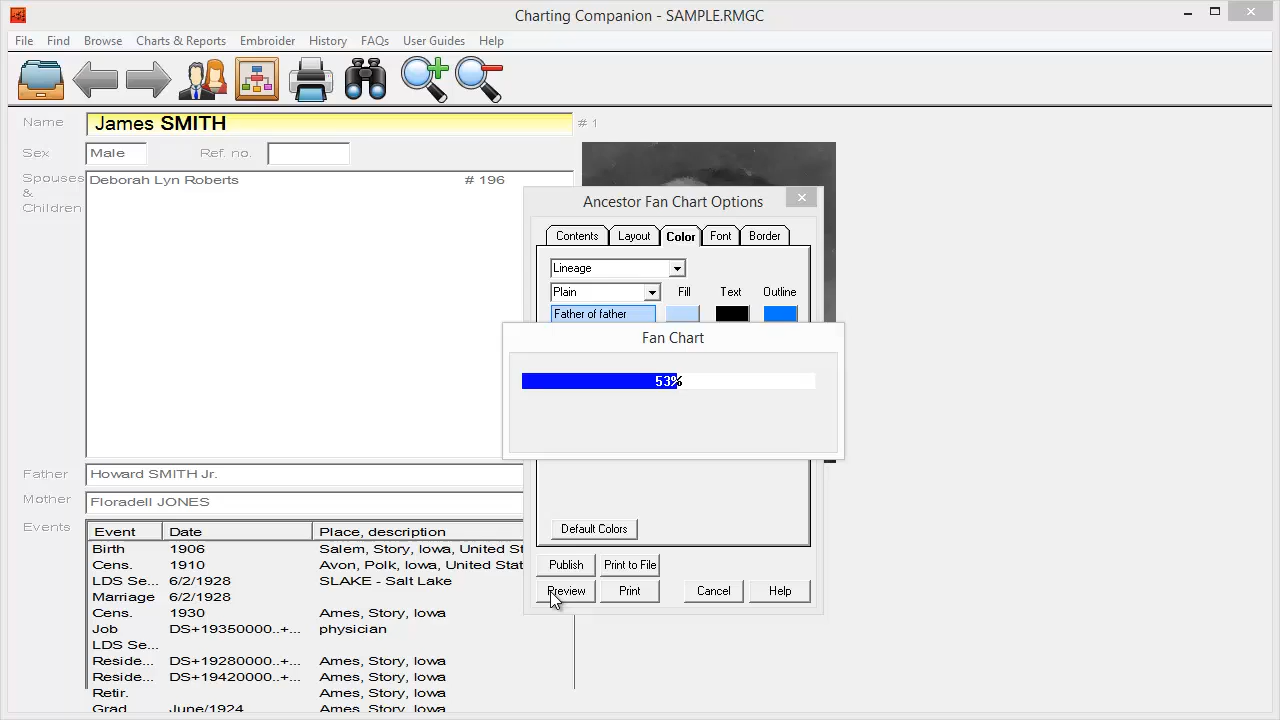 Charting Companion - SAMPLE.RMGC
File Find Browse Charts & Reports Embroider History FAQs User Guides Help
Name James SMITH # 1
Sex Male Ref. no.
Spouses & Children
Deborah Lyn Roberts # 196
Ancestor Fan Chart Options
Contents Layout Color Font Border
Lineage
Plain Fill Text Outline
Father of father
Fan Chart
53%
Default Colors
Publish Print to File
Preview Print Cancel Help
Father Howard SMITH Jr.
Mother Floradell JONES
Events
Event Date Place, description
Birth 1906 Salem, Story, Iowa, United St
Cens. 1910 Avon, Polk, Iowa, United Stat
LDS Se... 6/2/1928 SLAKE - Salt Lake
Marriage 6/2/1928
Cens. 1930 Ames, Story, Iowa
Job DS+19350000..+... physician
LDS Se...
Reside... DS+19280000..+... Ames, Story, Iowa
Reside... DS+19420000..+... Ames, Story, Iowa
Retir. Ames, Story, Iowa
Grad. June/1924 Ames, Story, Iowa